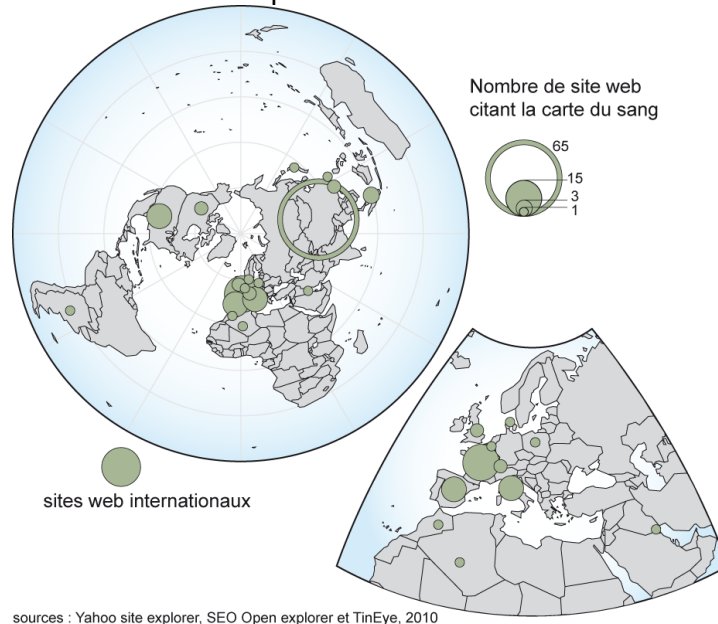 Nombre de site web
citant la carte du sang
65
15
3
1
sites web internationaux
sources : Yahoo site explorer, SEO Open explorer et TinEye, 2010